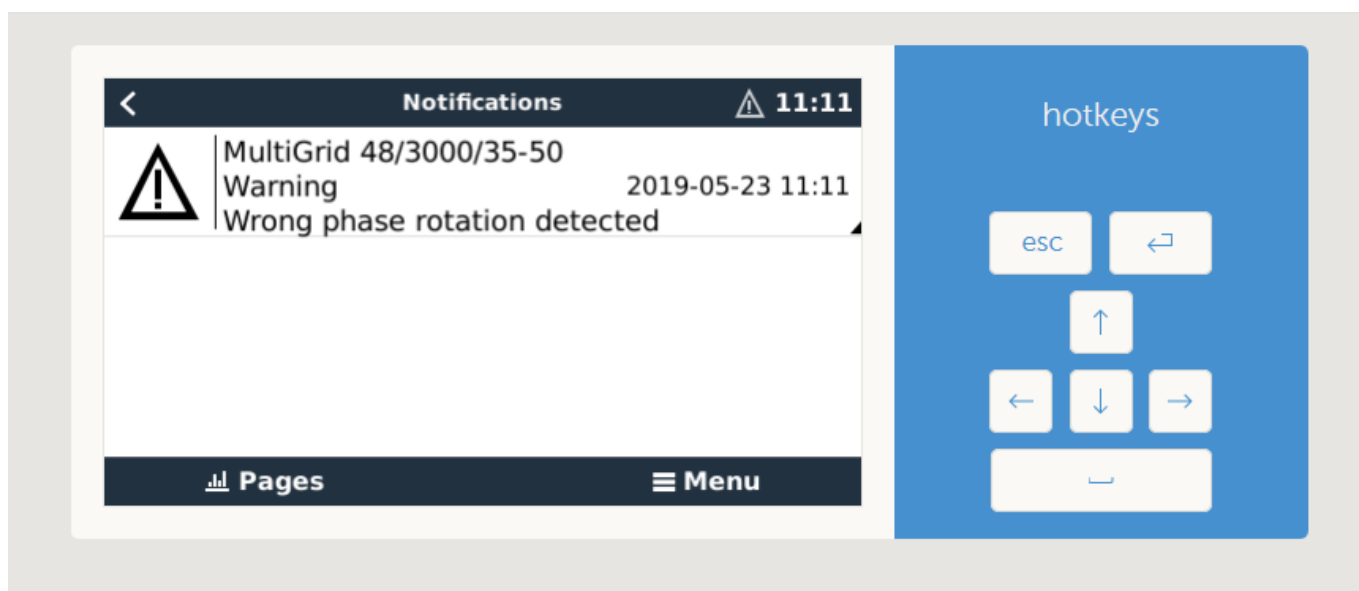 Notifications 11:11
MultiGrid 48/3000/35-50
Warning 2019-05-23 11:11
Wrong phase rotation detected
Pages Menu
hotkeys
esc